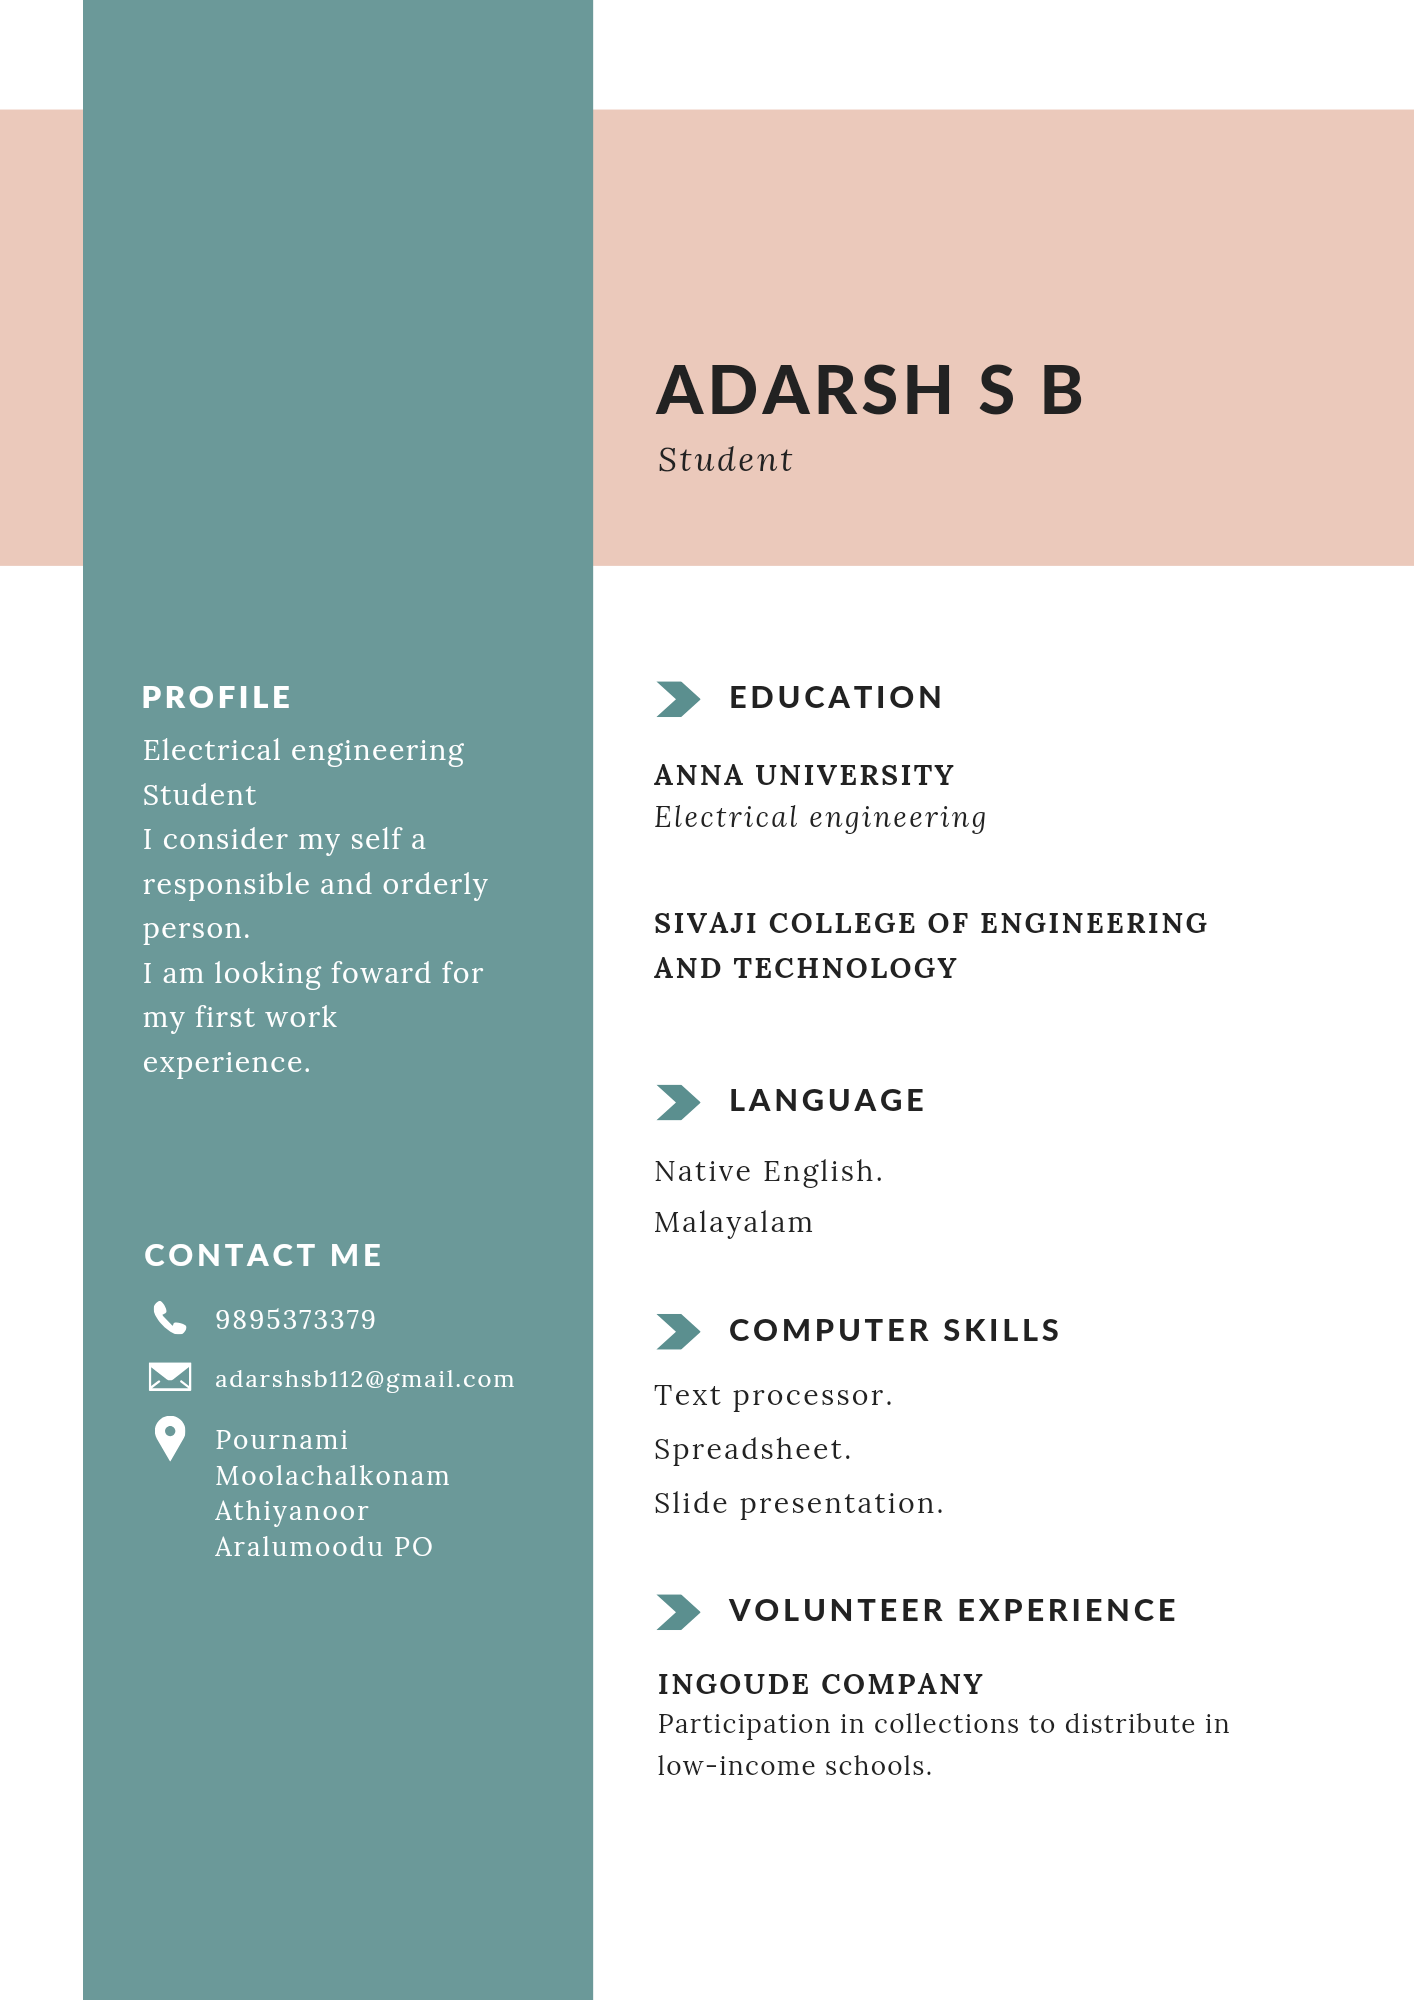 ADARSH S B
Student
PROFILE
Electrical engineering
Student
I consider my self a
responsible and orderly
person.
I am looking foward for
my first work
experience.
CONTACT ME
9895373379
adarshsb112@gmail.com
Pournami
Moolachalkonam
Athiyanoor
Aralumoodu PO
EDUCATION
ANNA UNIVERSITY
Electrical engineering
SIVAJI COLLEGE OF ENGINEERING
AND TECHNOLOGY
LANGUAGE
Native English.
Malayalam
COMPUTER SKILLS
Text processor.
Spreadsheet.
Slide presentation.
VOLUNTEER EXPERIENCE
INGOUDE COMPANY
Participation in collections to distribute in
low-income schools.